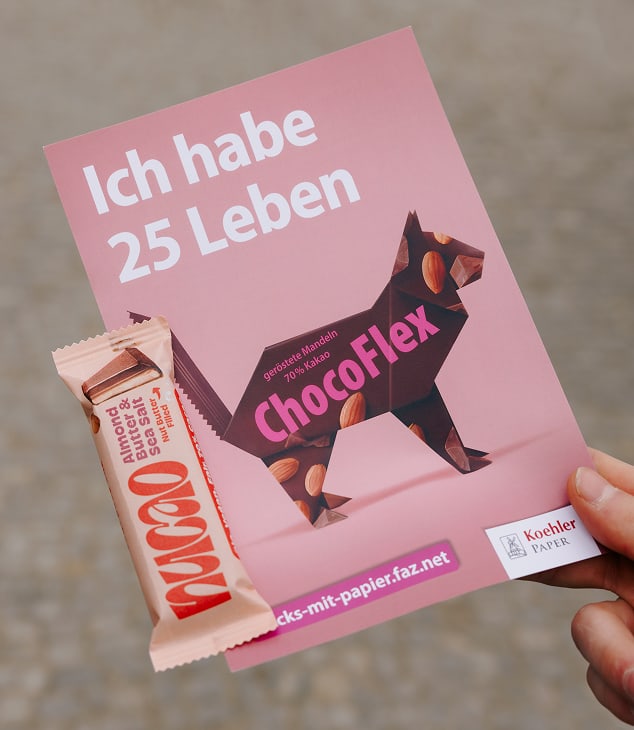 Ich habe
25 Leben
geröstete Mandeln
70% Kakao
ChocoFlex
Almond
Butter &
Sea Salt
Nut Butter
Filled
nucao
Koehler
PAPER
cks-mit-papier.faz.net